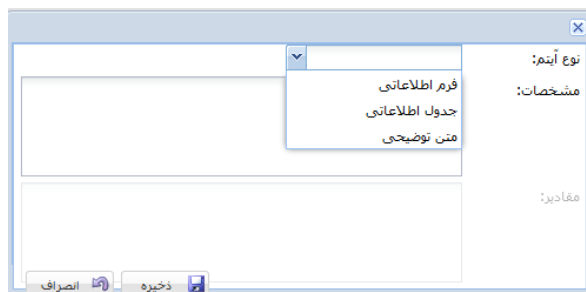 نوع آیتم:
مشخصات:
فرم اطلاعاتی
جدول اطلاعاتی
متن توضیحی
مقادیر:
ذخیره
انصراف